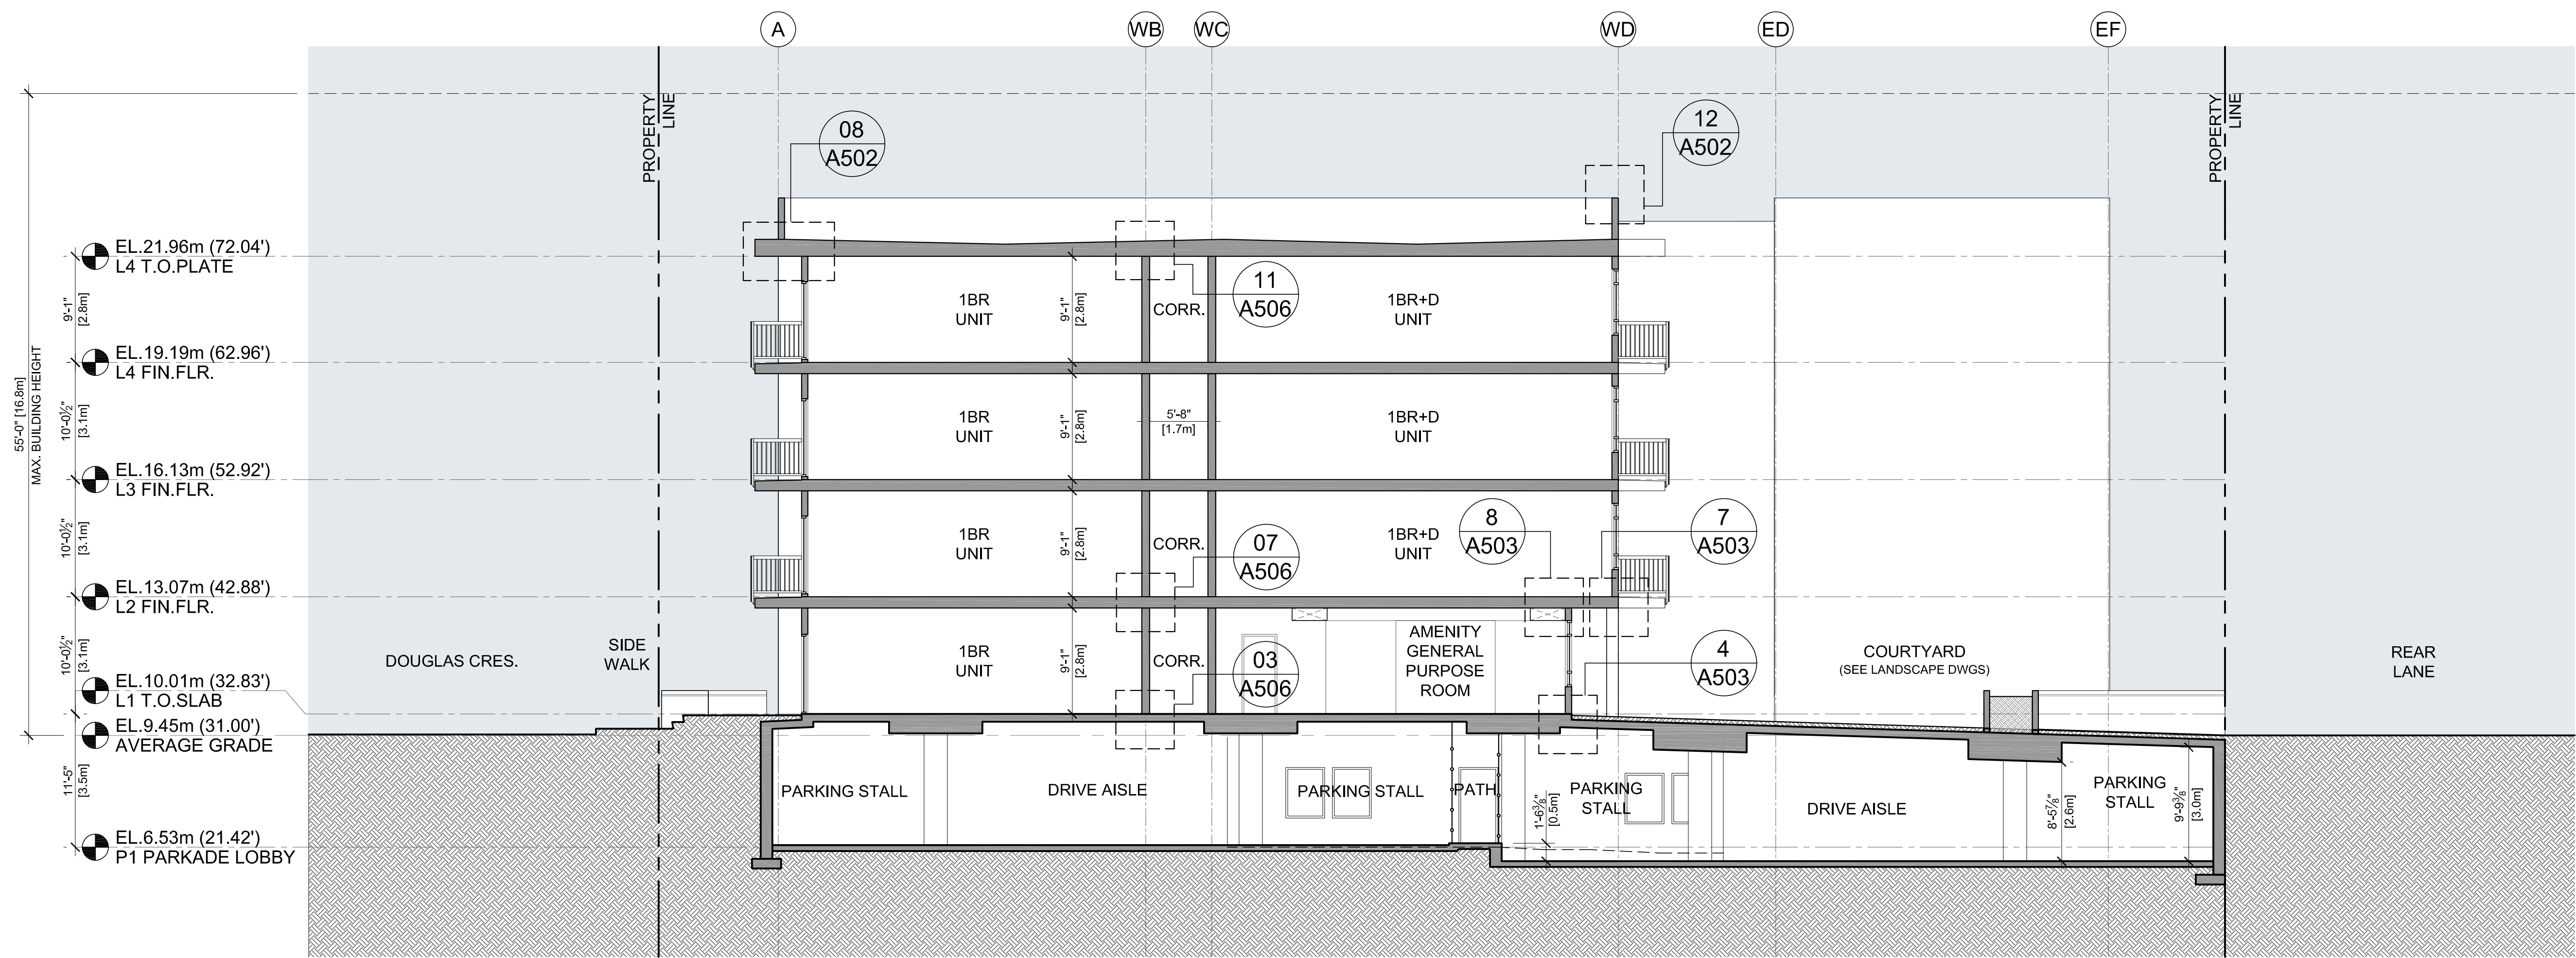 A
WB
WC
WD
ED
EF
PROPERTY
LINE
PROPERTY
LINE
08
A502
12
A502
55'-0" [16.8m]
MAX. BUILDING HEIGHT
EL.21.96m (72.04')
L4 T.O.PLATE
9'-1"
[2.8m]
1BR
UNIT
9'-1"
[2.8m]
CORR.
11
A506
1BR+D
UNIT
EL.19.19m (62.96')
L4 FIN.FLR.
10'-0½"
[3.1m]
1BR
UNIT
9'-1"
[2.8m]
5'-8"
[1.7m]
1BR+D
UNIT
EL.16.13m (52.92')
L3 FIN.FLR.
10'-0½"
[3.1m]
1BR
UNIT
9'-1"
[2.8m]
CORR.
07
A506
1BR+D
UNIT
8
A503
7
A503
EL.13.07m (42.88')
L2 FIN.FLR.
10'-0½"
[3.1m]
DOUGLAS CRES.
SIDE
WALK
1BR
UNIT
9'-1"
[2.8m]
CORR.
03
A506
AMENITY
GENERAL
PURPOSE
ROOM
4
A503
COURTYARD
(SEE LANDSCAPE DWGS)
REAR
LANE
EL.10.01m (32.83')
L1 T.O.SLAB
EL.9.45m (31.00')
AVERAGE GRADE
11'-5"
[3.5m]
PARKING STALL
DRIVE AISLE
PARKING STALL
PATH
1'-6⅜"
[0.5m]
PARKING
STALL
DRIVE AISLE
8'-5⅞"
[2.6m]
PARKING
STALL
9'-9⅜"
[3.0m]
EL.6.53m (21.42')
P1 PARKADE LOBBY